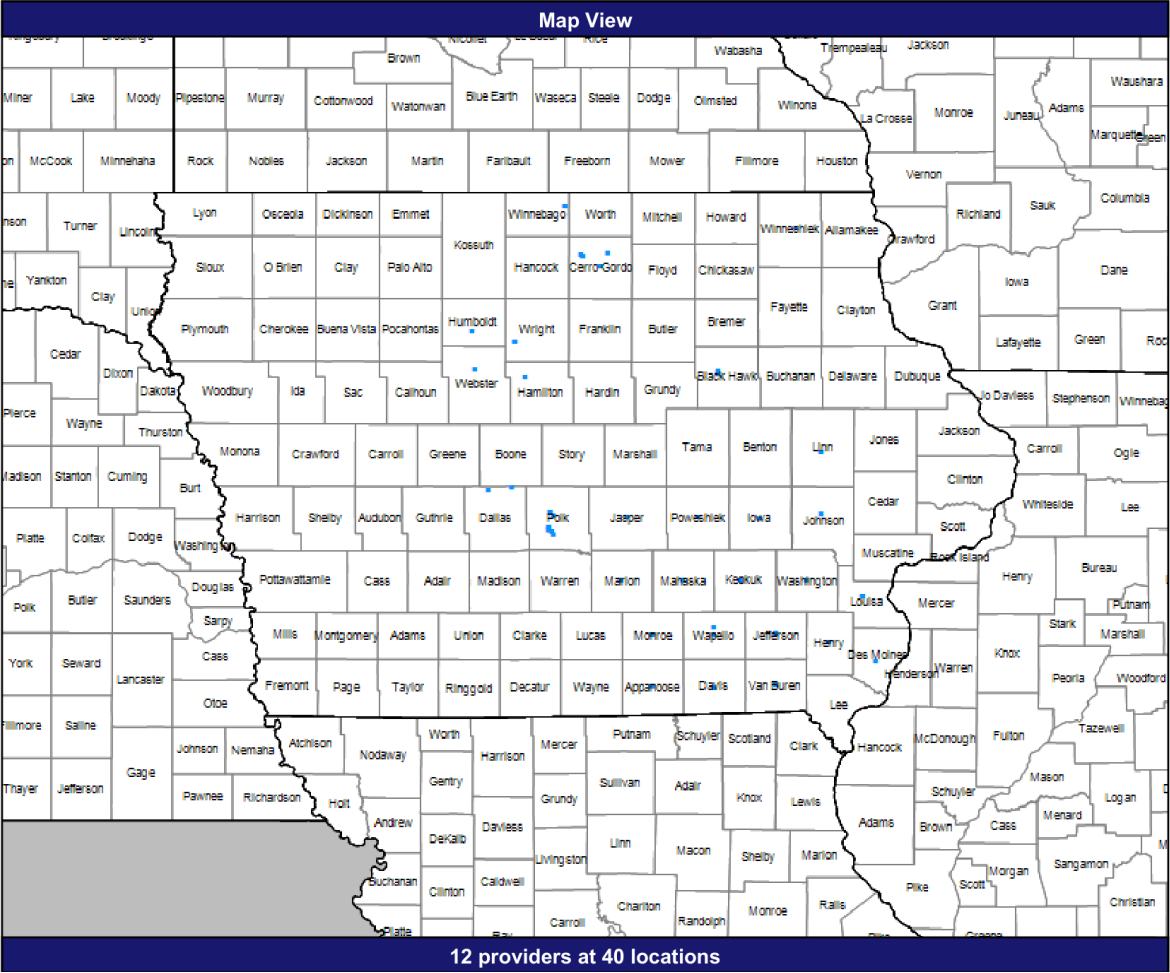 Map View
Brown
Nicollet
Rice
Wabasha
Trempealeau
Jackson
Waushara
Miner
Lake
Moody
Pipestone
Murray
Cottonwood
Watonwan
Blue Earth
Waseca
Steele
Dodge
Olmsted
Winona
La Crosse
Monroe
Juneau
Adams
Marquette
Green
McCook
Minnehaha
Rock
Nobles
Jackson
Martin
Faribault
Freeborn
Mower
Fillmore
Houston
Vernon
Columbia
Turner
Lincoln
Lyon
Osceola
Dickinson
Emmet
Kossuth
Winnebago
Worth
Mitchell
Howard
Winneshiek
Allamakee
Crawford
Richland
Sauk
Yankton
Clay
Union
Sioux
O Brien
Clay
Palo Alto
Hancock
Cerro Gordo
Floyd
Chickasaw
Fayette
Clayton
Grant
Iowa
Dane
Cedar
Dixon
Dakota
Plymouth
Cherokee
Buena Vista
Pocahontas
Humboldt
Wright
Franklin
Butler
Bremer
Lafayette
Green
Roc
Woodbury
Ida
Sac
Calhoun
Webster
Hamilton
Hardin
Grundy
Black Hawk
Buchanan
Delaware
Dubuque
Jo Daviess
Stephenson
Winnebag
Pierce
Wayne
Thurston
Monona
Crawford
Carroll
Greene
Boone
Story
Marshall
Tama
Benton
Linn
Jones
Jackson
Carroll
Ogle
Madison
Stanton
Cuming
Burt
Clinton
Whiteside
Lee
Harrison
Shelby
Audubon
Guthrie
Dallas
Polk
Jasper
Poweshiek
Iowa
Johnson
Cedar
Scott
Platte
Colfax
Dodge
Washington
Muscatine
Rock Island
Henry
Bureau
Putnam
Polk
Butler
Saunders
Douglas
Sarpy
Pottawattamie
Cass
Adair
Madison
Warren
Marion
Mahaska
Keokuk
Washington
Louisa
Mercer
Stark
Marshall
York
Seward
Lancaster
Cass
Mills
Montgomery
Adams
Union
Clarke
Lucas
Monroe
Wapello
Jefferson
Henry
Des Moines
Henderson
Warren
Knox
Peoria
Woodford
Otoe
Fremont
Page
Taylor
Ringgold
Decatur
Wayne
Appanoose
Davis
Van Buren
Lee
Fillmore
Saline
Gage
Johnson
Nemaha
Atchison
Nodaway
Worth
Harrison
Mercer
Putnam
Schuyler
Scotland
Clark
Hancock
McDonough
Fulton
Tazewell
Mason
Thayer
Jefferson
Pawnee
Richardson
Holt
Gentry
Grundy
Sullivan
Adair
Knox
Lewis
Schuyler
Logan
Andrew
DeKalb
Daviess
Livingston
Linn
Macon
Shelby
Marion
Adams
Brown
Cass
Menard
Sangamon
Morgan
Scott
Christian
Buchanan
Clinton
Caldwell
Carroll
Chariton
Randolph
Monroe
Ralls
Pike
Platte
Ray
Pike
Greene
12 providers at 40 locations